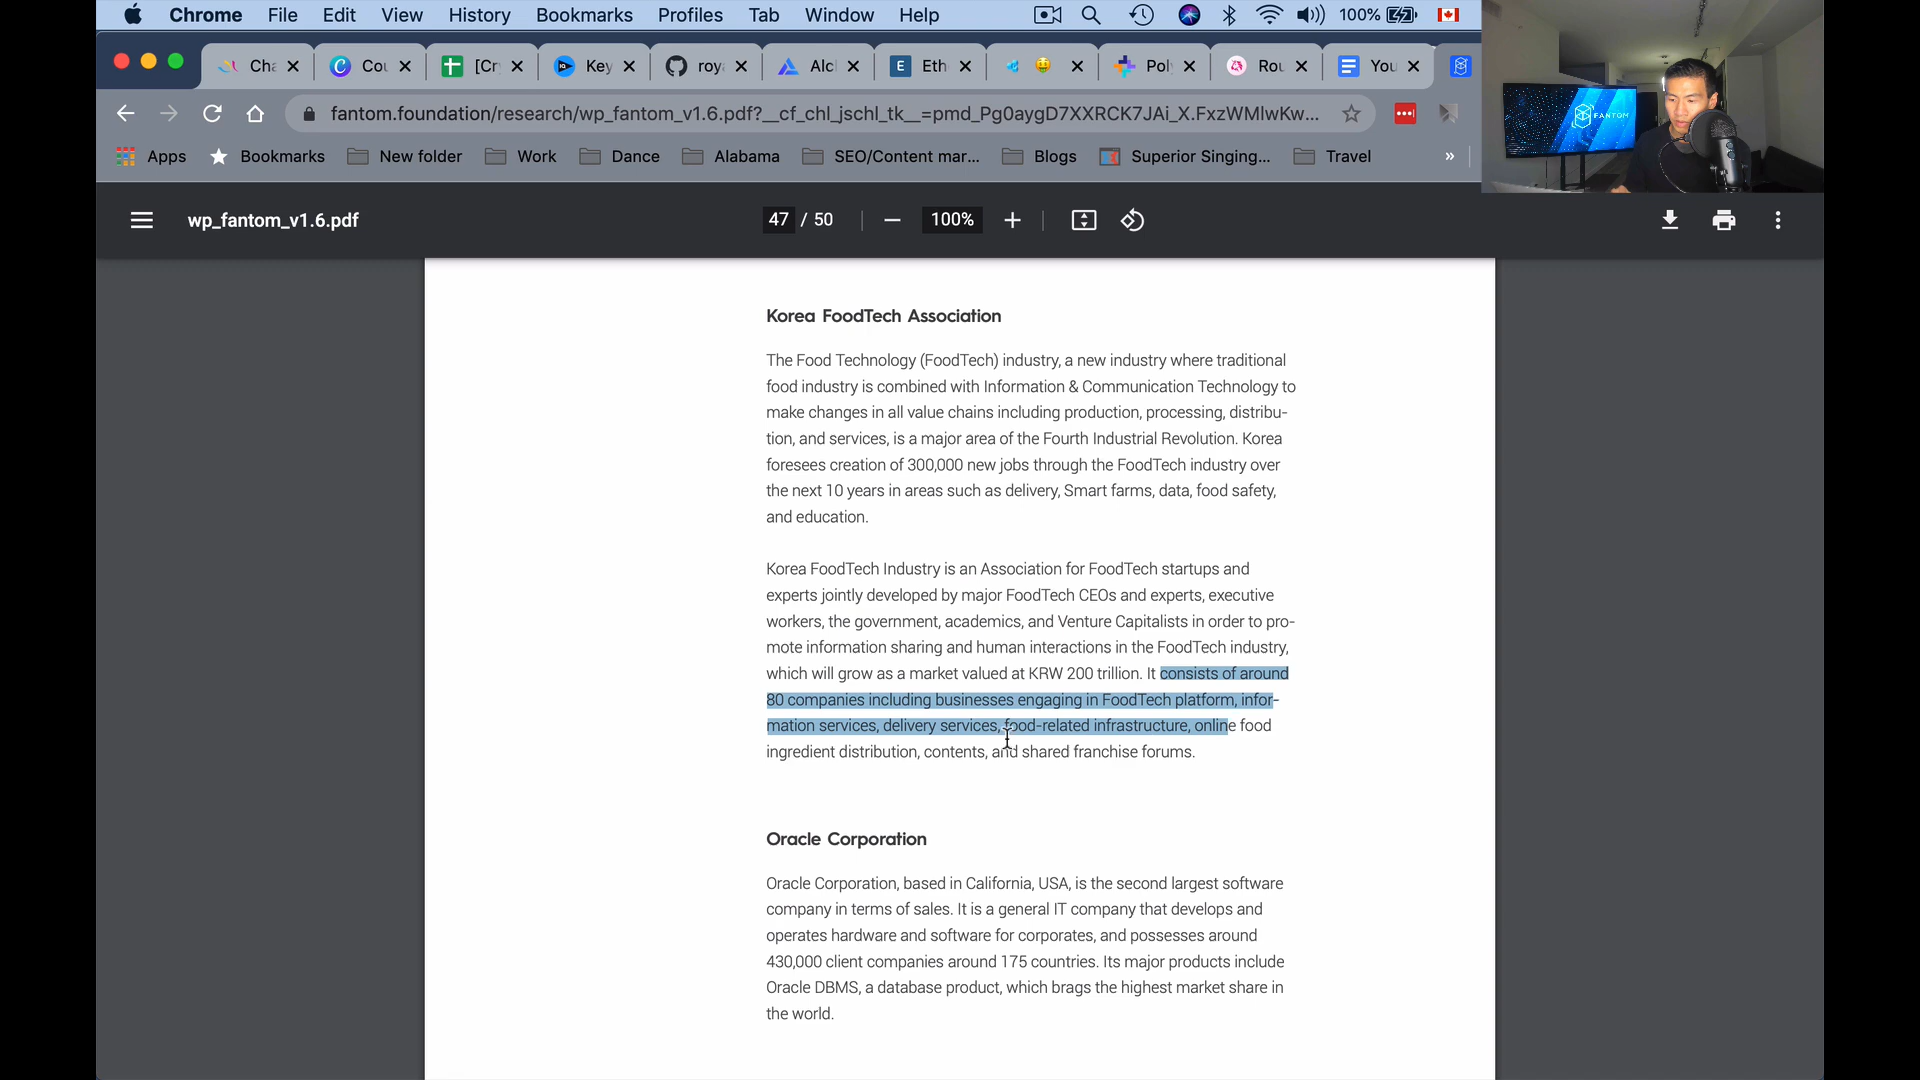 Chrome File Edit View History Bookmarks Profiles Tab Window Help 100%
Cha Cou [Cr Key roy Alc Eth Pol Rou You
fantom.foundation/research/wp_fantom_v1.6.pdf?__cf_chl_jschl_tk__=pmd_Pg0aygD7XXRCK7JAi_X.FxzWMlwKw...
Apps Bookmarks New folder Work Dance Alabama SEO/Content mar... Blogs Superior Singing... Travel »
FANTOM
wp_fantom_v1.6.pdf 47 / 50 100%
Korea FoodTech Association
The Food Technology (FoodTech) industry, a new industry where traditional
food industry is combined with Information & Communication Technology to
make changes in all value chains including production, processing, distribu-
tion, and services, is a major area of the Fourth Industrial Revolution. Korea
foresees creation of 300,000 new jobs through the FoodTech industry over
the next 10 years in areas such as delivery, Smart farms, data, food safety,
and education.
Korea FoodTech Industry is an Association for FoodTech startups and
experts jointly developed by major FoodTech CEOs and experts, executive
workers, the government, academics, and Venture Capitalists in order to pro-
mote information sharing and human interactions in the FoodTech industry,
which will grow as a market valued at KRW 200 trillion. It consists of around
80 companies including businesses engaging in FoodTech platform, infor-
mation services, delivery services, food-related infrastructure, online food
ingredient distribution, contents, and shared franchise forums.
Oracle Corporation
Oracle Corporation, based in California, USA, is the second largest software
company in terms of sales. It is a general IT company that develops and
operates hardware and software for corporates, and possesses around
430,000 client companies around 175 countries. Its major products include
Oracle DBMS, a database product, which brags the highest market share in
the world.